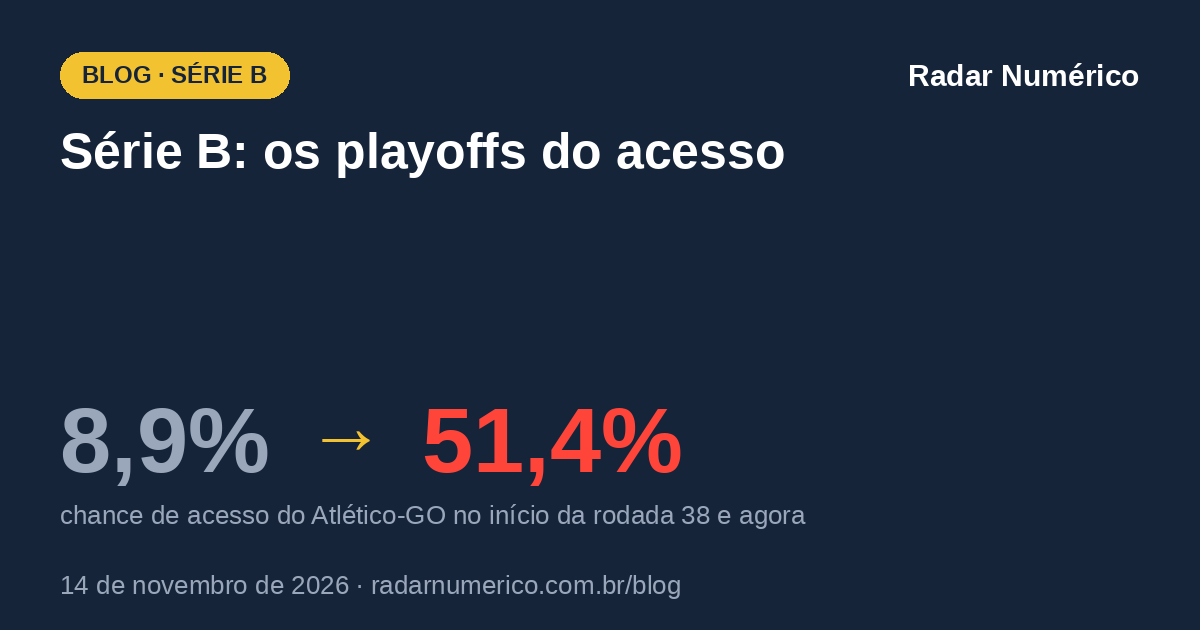 BLOG · SÉRIE B
Radar Numérico
Série B: os playoffs do acesso
8,9% → 51,4%
chance de acesso do Atlético-GO no início da rodada 38 e agora
14 de novembro de 2026 · radarnumerico.com.br/blog